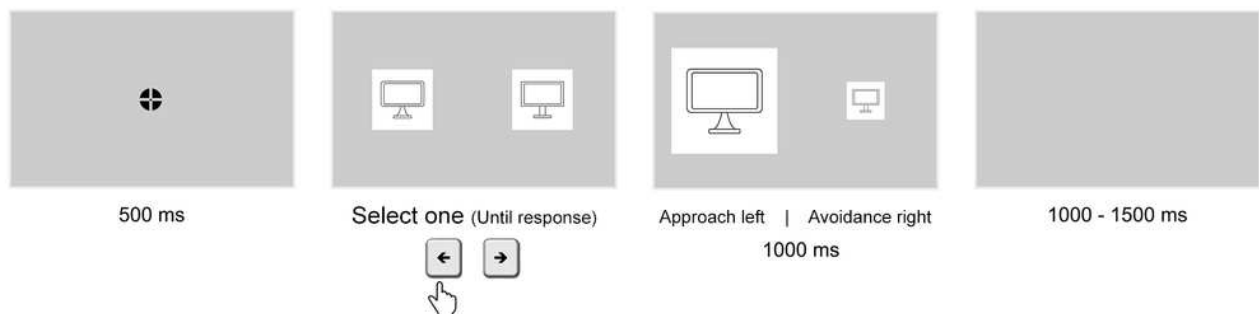 500 ms
Select one (Until response)
Approach left | Avoidance right
1000 ms
1000 - 1500 ms